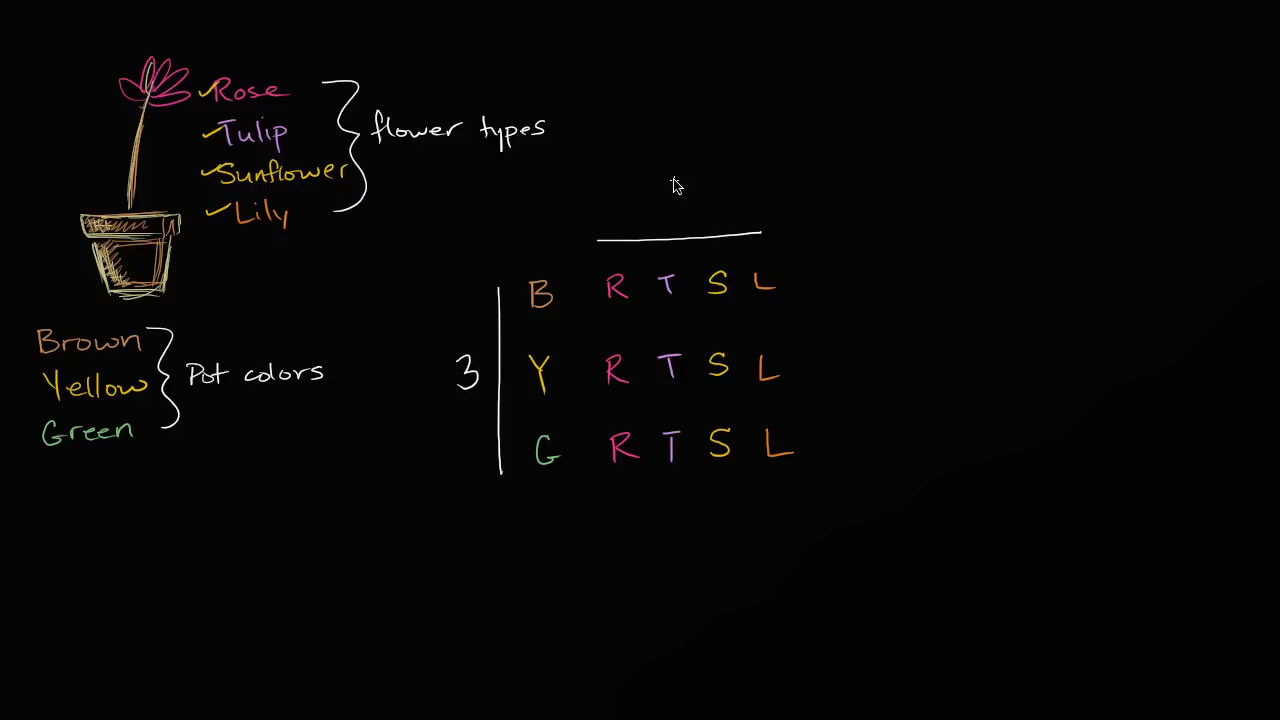 Rose
Tulip
Sunflower
Lily
flower types
Brown
Yellow
Green
Pot colors
3
B R T S L
Y R T S L
G R T S L